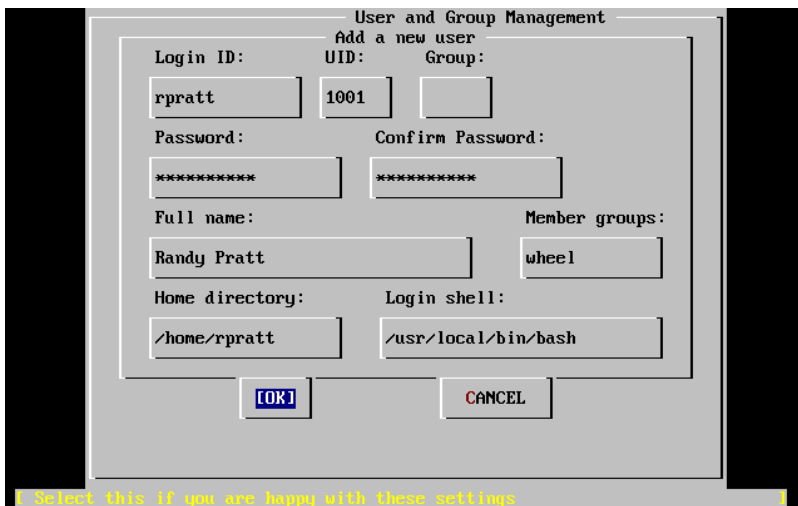 User and Group Management
Add a new user
Login ID: UID: Group:
rpratt 1001
Password: Confirm Password:
********** **********
Full name: Member groups:
Randy Pratt wheel
Home directory: Login shell:
/home/rpratt /usr/local/bin/bash
[OK] CANCEL
[ Select this if you are happy with these settings ]